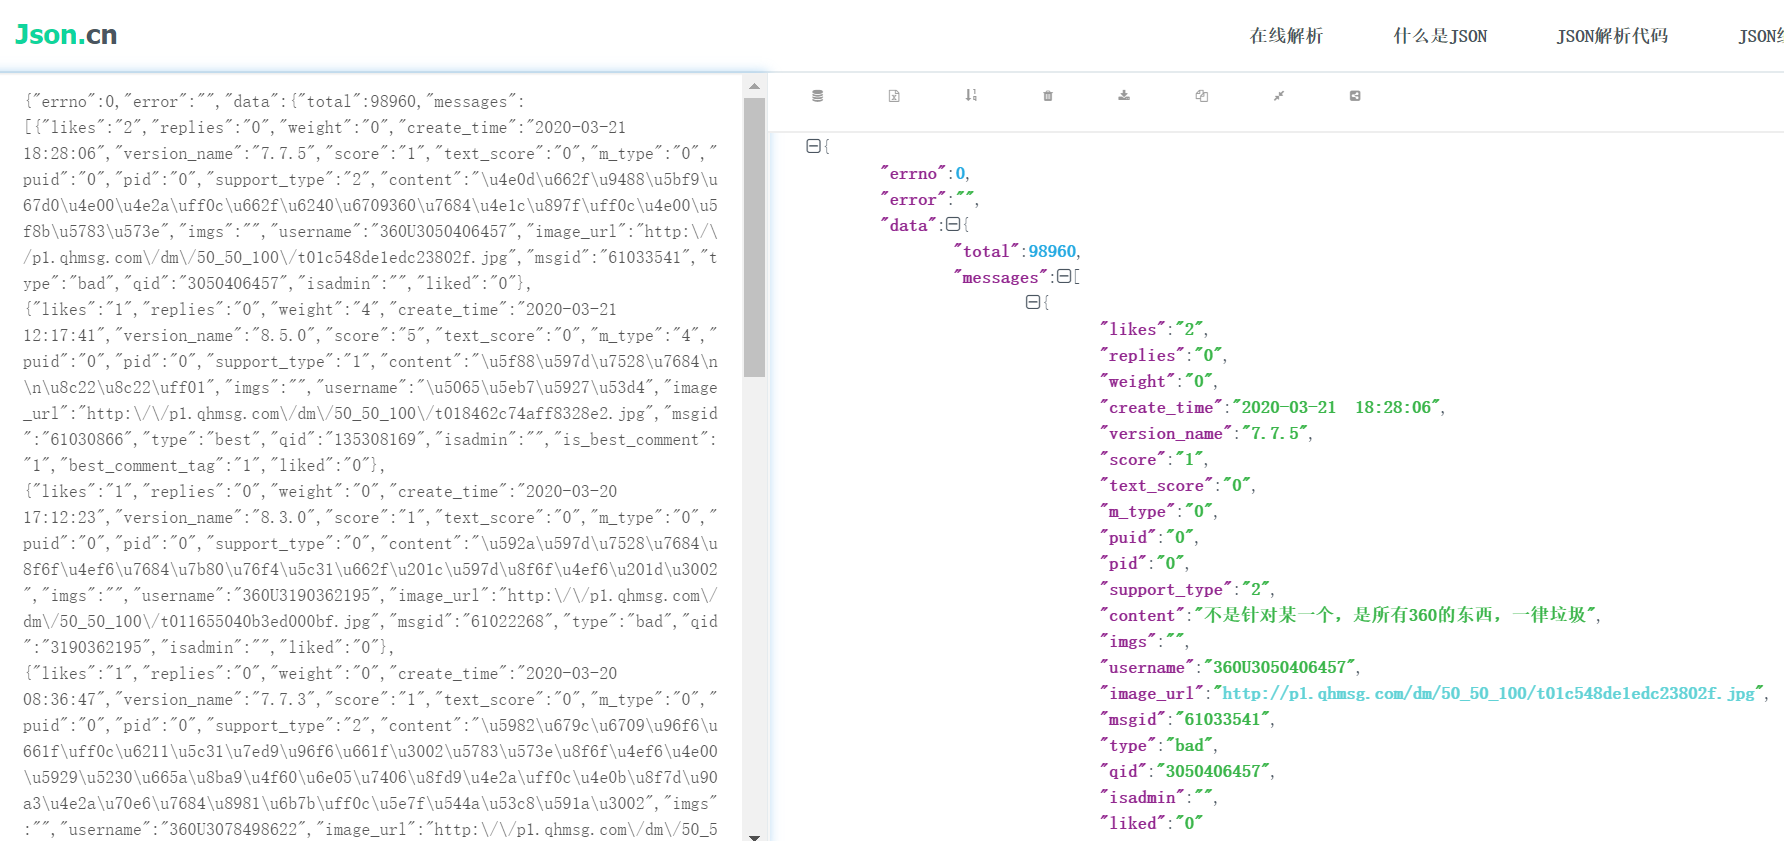 Json.cn
在线解析
什么是JSON
JSON解析代码
{"errno":0,"error":"","data":{"total":98960,"messages":
[{"likes":"2","replies":"0","weight":"0","create_time":"2020-03-21
18:28:06","version_name":"7.7.5","score":"1","text_score":"0","m_type":"0","
puid":"0","pid":"0","support_type":"2","content":"\u4e0d\u662f\u9488\u5bf9\u
67d0\u4e00\u4e2a\uff0c\u662f\u6240\u6709360\u7684\u4e1c\u897f\uff0c\u4e00\u5
f8b\u5783\u573e","imgs":"","username":"360U3050406457","image_url":"http:\/\
/p1.qhmsg.com\/dm\/50_50_100\/t01c548de1edc23802f.jpg","msgid":"61033541","t
ype":"bad","qid":"3050406457","isadmin":"","liked":"0"},
{"likes":"1","replies":"0","weight":"4","create_time":"2020-03-21
12:17:41","version_name":"8.5.0","score":"5","text_score":"0","m_type":"4","
puid":"0","pid":"0","support_type":"1","content":"\u5f88\u597d\u7528\u7684\n
\n\u8c22\u8c22\uff01","imgs":"","username":"\u5065\u5eb7\u5927\u53d4","image
_url":"http:\/\/p1.qhmsg.com\/dm\/50_50_100\/t018462c74aff8328e2.jpg","msgid
":"61030866","type":"best","qid":"135308169","isadmin":"","is_best_comment":
"1","best_comment_tag":"1","liked":"0"},
{"likes":"1","replies":"0","weight":"0","create_time":"2020-03-20
17:12:23","version_name":"8.3.0","score":"1","text_score":"0","m_type":"0","
puid":"0","pid":"0","support_type":"0","content":"\u592a\u597d\u7528\u7684\u
8f6f\u4ef6\u7684\u7b80\u76f4\u5c31\u662f\u201c\u597d\u8f6f\u4ef6\u201d\u3002
","imgs":"","username":"360U3190362195","image_url":"http:\/\/p1.qhmsg.com\/
dm\/50_50_100\/t011655040b3ed000bf.jpg","msgid":"61022268","type":"bad","qid
":"3190362195","isadmin":"","liked":"0"},
{"likes":"1","replies":"0","weight":"0","create_time":"2020-03-20
08:36:47","version_name":"7.7.3","score":"1","text_score":"0","m_type":"0","
puid":"0","pid":"0","support_type":"2","content":"\u5982\u679c\u6709\u96f6\u
661f\uff0c\u6211\u5c31\u7ed9\u96f6\u661f\u3002\u5783\u573e\u8f6f\u4ef6\u4e00
\u5929\u5230\u665a\u8ba9\u4f60\u6e05\u7406\u8fd9\u4e2a\uff0c\u4e0b\u8f7d\u90
a3\u4e2a\u70e6\u7684\u8981\u6b7b\uff0c\u5e7f\u544a\u53c8\u591a\u3002","imgs"
:"","username":"360U3078498622","image_url":"http:\/\/p1.qhmsg.com\/dm\/50_5
{
"errno":0,
"error":"",
"data":{
"total":98960,
"messages":[
{
"likes":"2",
"replies":"0",
"weight":"0",
"create_time":"2020-03-21  18:28:06",
"version_name":"7.7.5",
"score":"1",
"text_score":"0",
"m_type":"0",
"puid":"0",
"pid":"0",
"support_type":"2",
"content":"不是针对某一个，是所有360的东西，一律垃圾",
"imgs":"",
"username":"360U3050406457",
"image_url":"http://p1.qhmsg.com/dm/50_50_100/t01c548de1edc23802f.jpg",
"msgid":"61033541",
"type":"bad",
"qid":"3050406457",
"isadmin":"",
"liked":"0"